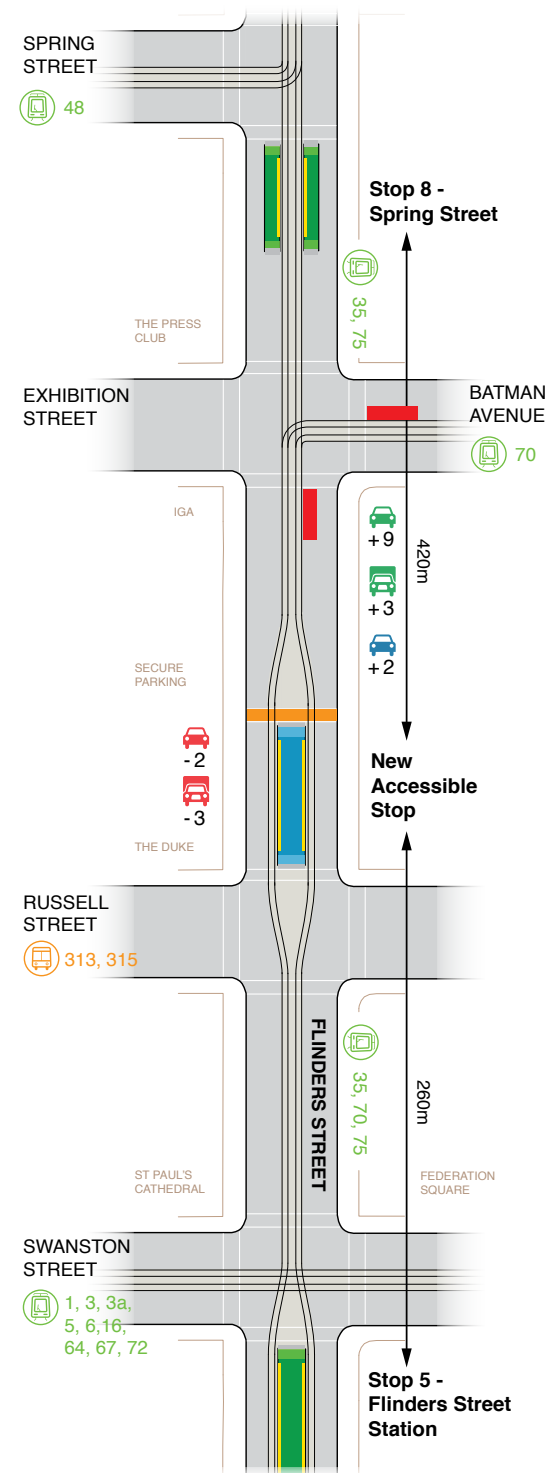 SPRING
STREET
48
Stop 8 -
Spring Street
35, 75
THE PRESS
CLUB
EXHIBITION
STREET
BATMAN
AVENUE
70
IGA
+9
420m
+3
+2
SECURE
PARKING
-2
-3
New
Accessible
Stop
THE DUKE
RUSSELL
STREET
313, 315
FLINDERS STREET
35, 70, 75
260m
ST PAUL'S
CATHEDRAL
FEDERATION
SQUARE
SWANSTON
STREET
1, 3, 3a,
5, 6,16,
64, 67, 72
Stop 5 -
Flinders Street
Station